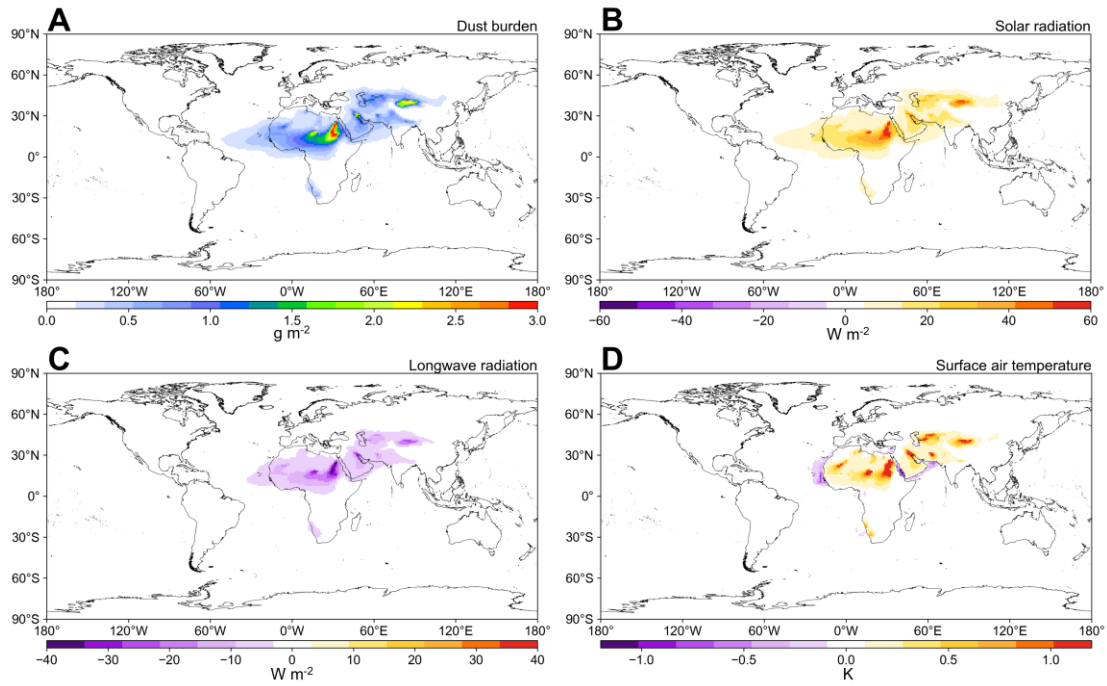 A
Dust burden
90°N
60°N
30°N
0°
30°S
60°S
90°S
180° 120°W 60°W 0°W 60°E 120°E 180°
0.0 0.5 1.0 1.5 2.0 2.5 3.0
g m⁻²
B
Solar radiation
90°N
60°N
30°N
0°
30°S
60°S
90°S
180° 120°W 60°W 0°W 60°E 120°E 180°
−60 −40 −20 0 20 40 60
W m⁻²
C
Longwave radiation
90°N
60°N
30°N
0°
30°S
60°S
90°S
180° 120°W 60°W 0°W 60°E 120°E 180°
−40 −30 −20 −10 0 10 20 30 40
W m⁻²
D
Surface air temperature
90°N
60°N
30°N
0°
30°S
60°S
90°S
180° 120°W 60°W 0°W 60°E 120°E 180°
−1.0 −0.5 0.0 0.5 1.0
K